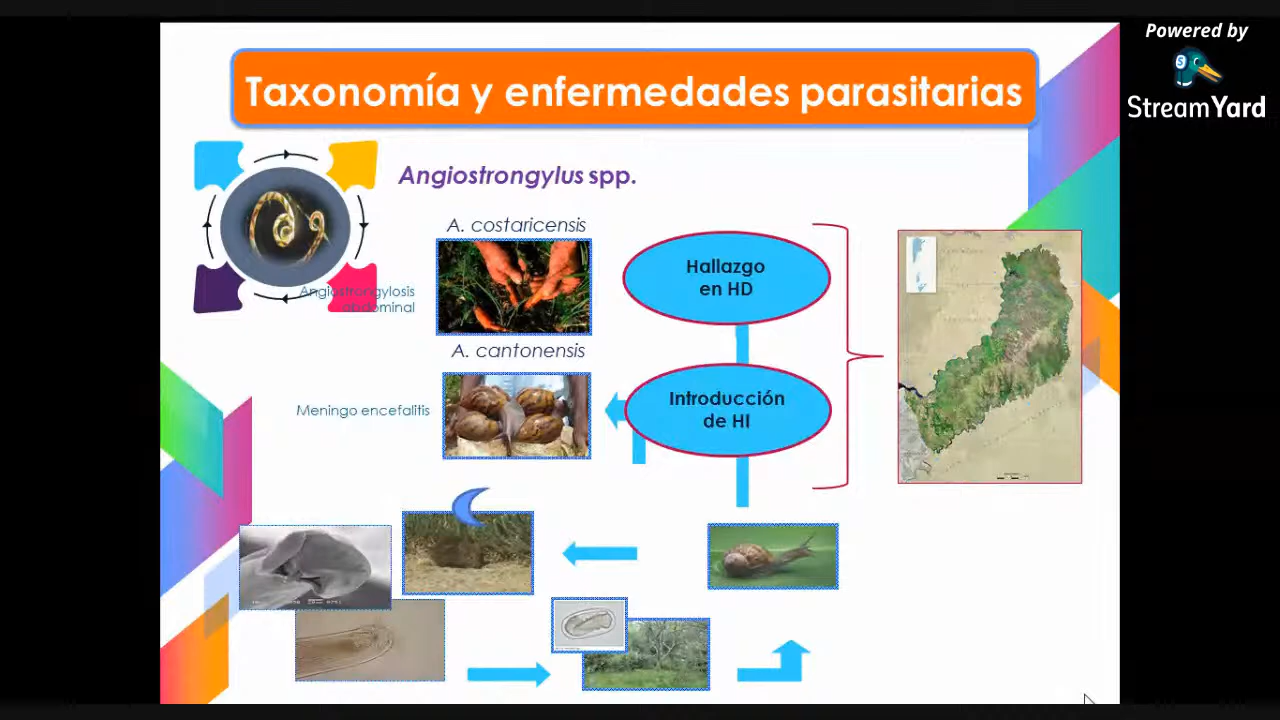 Powered by
StreamYard
Taxonomía y enfermedades parasitarias
Angiostrongylus spp.
A. costaricensis
Angiostrongylosis
abdominal
A. cantonensis
Meningo encefalitis
Hallazgo
en HD
Introducción
de HI